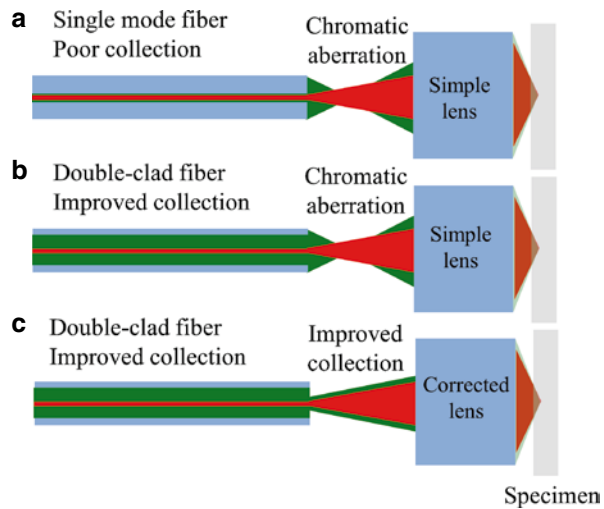 a
Single mode fiber
Poor collection
Chromatic
aberration
Simple
lens
b
Double-clad fiber
Improved collection
Chromatic
aberration
Simple
lens
c
Double-clad fiber
Improved collection
Improved
collection
Corrected
lens
Specimen